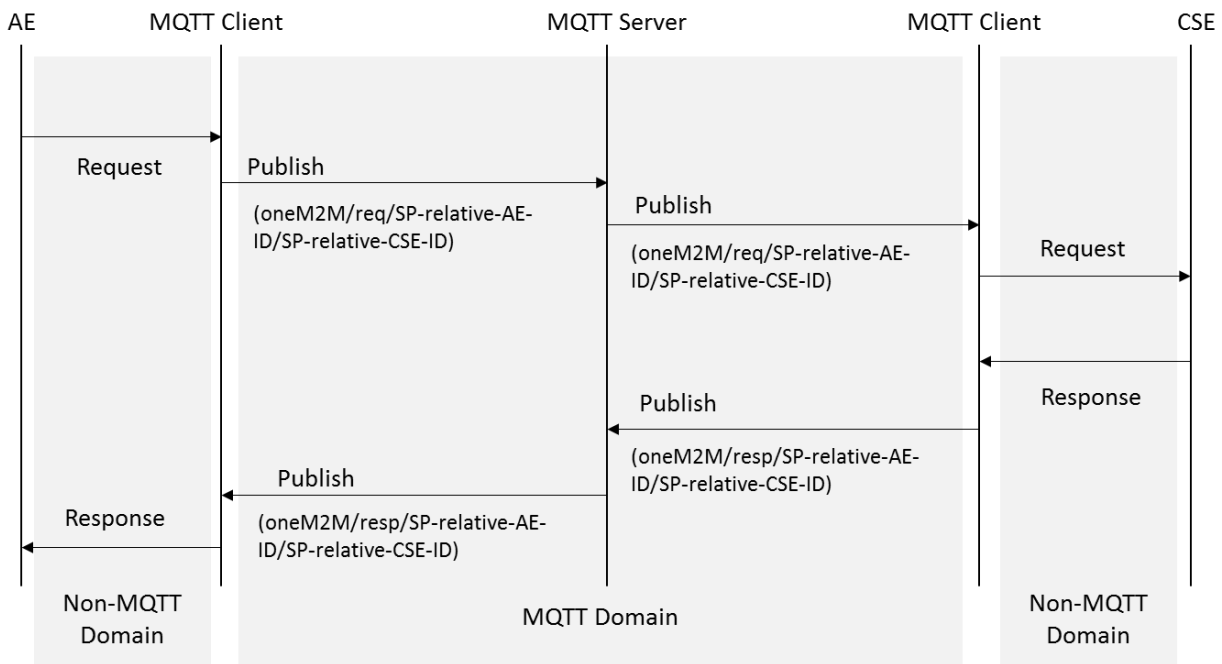 AE
MQTT Client
MQTT Server
MQTT Client
CSE
Request
Publish
(oneM2M/req/SP-relative-AE-
ID/SP-relative-CSE-ID)
Publish
(oneM2M/req/SP-relative-AE-
ID/SP-relative-CSE-ID)
Request
Response
Publish
(oneM2M/resp/SP-relative-AE-
ID/SP-relative-CSE-ID)
Publish
(oneM2M/resp/SP-relative-AE-
ID/SP-relative-CSE-ID)
Response
Non-MQTT
Domain
MQTT Domain
Non-MQTT
Domain